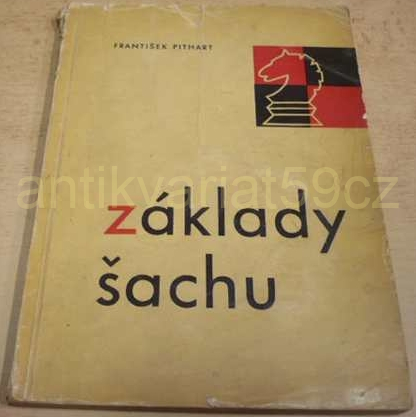 FRANTIŠEK PITHART
antikvariat59cz
základy
šachu